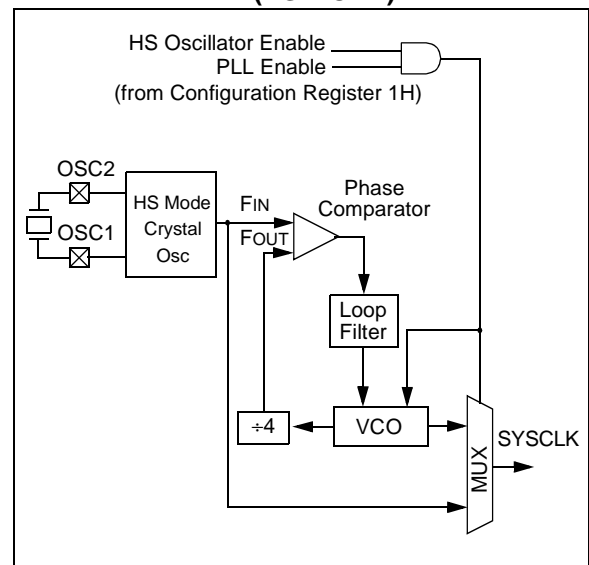 HS Oscillator Enable
PLL Enable
(from Configuration Register 1H)
OSC2
OSC1
HS Mode
Crystal
Osc
FIN
FOUT
Phase
Comparator
Loop
Filter
÷4
VCO
MUX
SYSCLK